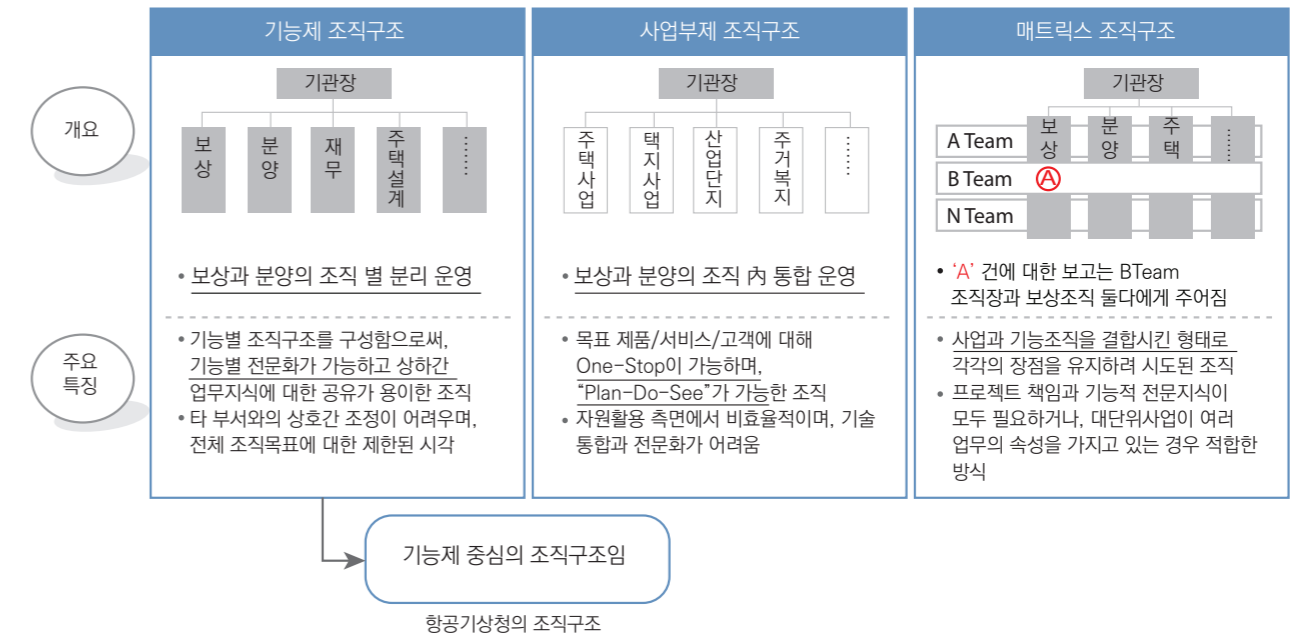 기능제 조직구조
사업부제 조직구조
매트릭스 조직구조
개요
기관장
보상
분양
재무
주택설계
……
기관장
주택사업
택지사업
산업단지
주거복지
……
기관장
보상
분양
주택
……
A Team
B Team
Ⓐ
N Team
• 보상과 분양의 조직 별 분리 운영
• 보상과 분양의 조직 內 통합 운영
• ‘A’ 건에 대한 보고는 BTeam
조직장과 보상조직 둘다에게 주어짐
주요
특징
• 기능별 조직구조를 구성함으로써,
기능별 전문화가 가능하고 상하간
업무지식에 대한 공유가 용이한 조직
• 타 부서와의 상호간 조정이 어려우며,
전체 조직목표에 대한 제한된 시각
• 목표 제품/서비스/고객에 대해
One-Stop이 가능하며,
“Plan-Do-See”가 가능한 조직
• 자원활용 측면에서 비효율적이며, 기술
통합과 전문화가 어려움
• 사업과 기능조직을 결합시킨 형태로
각각의 장점을 유지하려 시도된 조직
• 프로젝트 책임과 기능적 전문지식이
모두 필요하거나, 대단위사업이 여러
업무의 속성을 가지고 있는 경우 적합한
방식
기능제 중심의 조직구조임
항공기상청의 조직구조